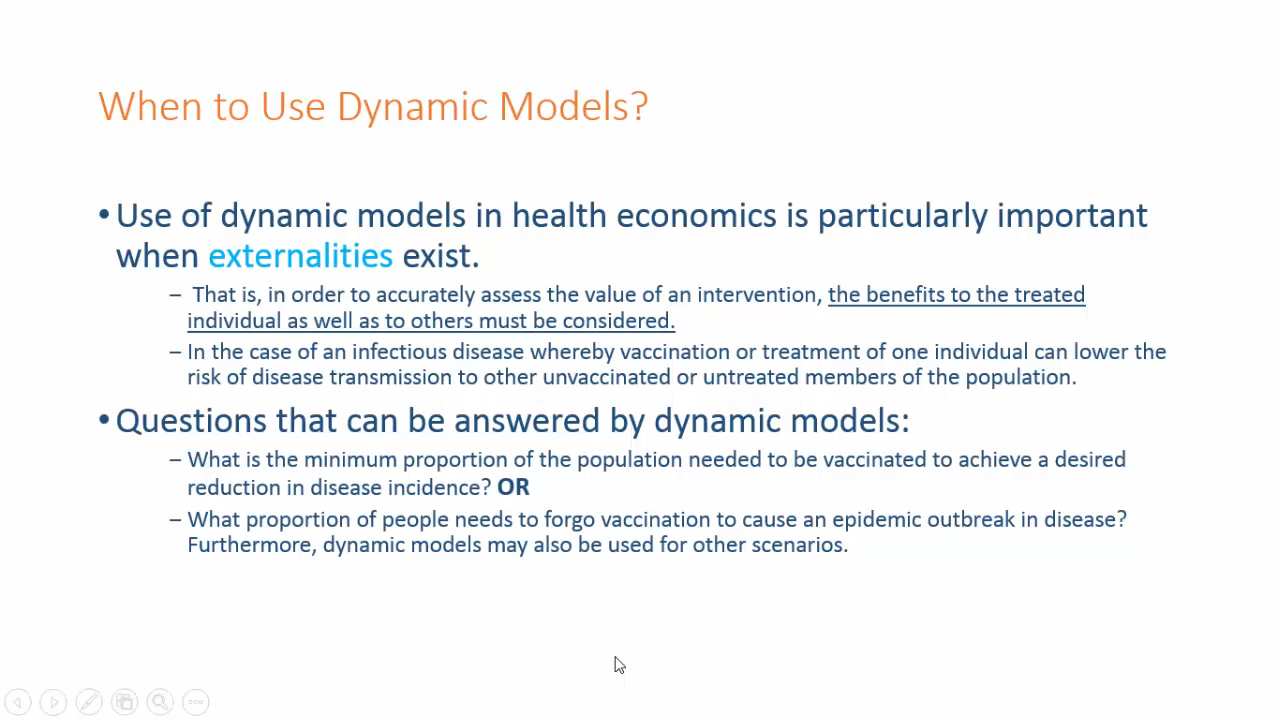 When to Use Dynamic Models?
• Use of dynamic models in health economics is particularly important
when externalities exist.
– That is, in order to accurately assess the value of an intervention, the benefits to the treated
individual as well as to others must be considered.
– In the case of an infectious disease whereby vaccination or treatment of one individual can lower the
risk of disease transmission to other unvaccinated or untreated members of the population.
• Questions that can be answered by dynamic models:
– What is the minimum proportion of the population needed to be vaccinated to achieve a desired
reduction in disease incidence? OR
– What proportion of people needs to forgo vaccination to cause an epidemic outbreak in disease?
Furthermore, dynamic models may also be used for other scenarios.